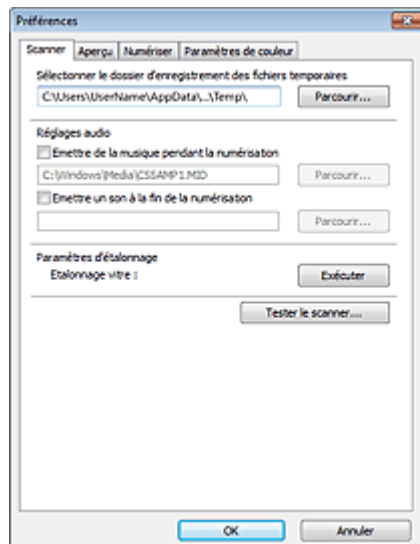 Préférences
Scanner Aperçu Numériser Paramètres de couleur
Sélectionner le dossier d'enregistrement des fichiers temporaires
C:\Users\UserName\AppData\...\Temp\ Parcourir...
Réglages audio
Emettre de la musique pendant la numérisation
C:\Windows\Media\CSSAMP1.MID Parcourir...
Emettre un son à la fin de la numérisation
Parcourir...
Paramètres d'étalonnage
Etalonnage vitre : Exécuter
Tester le scanner....
OK Annuler